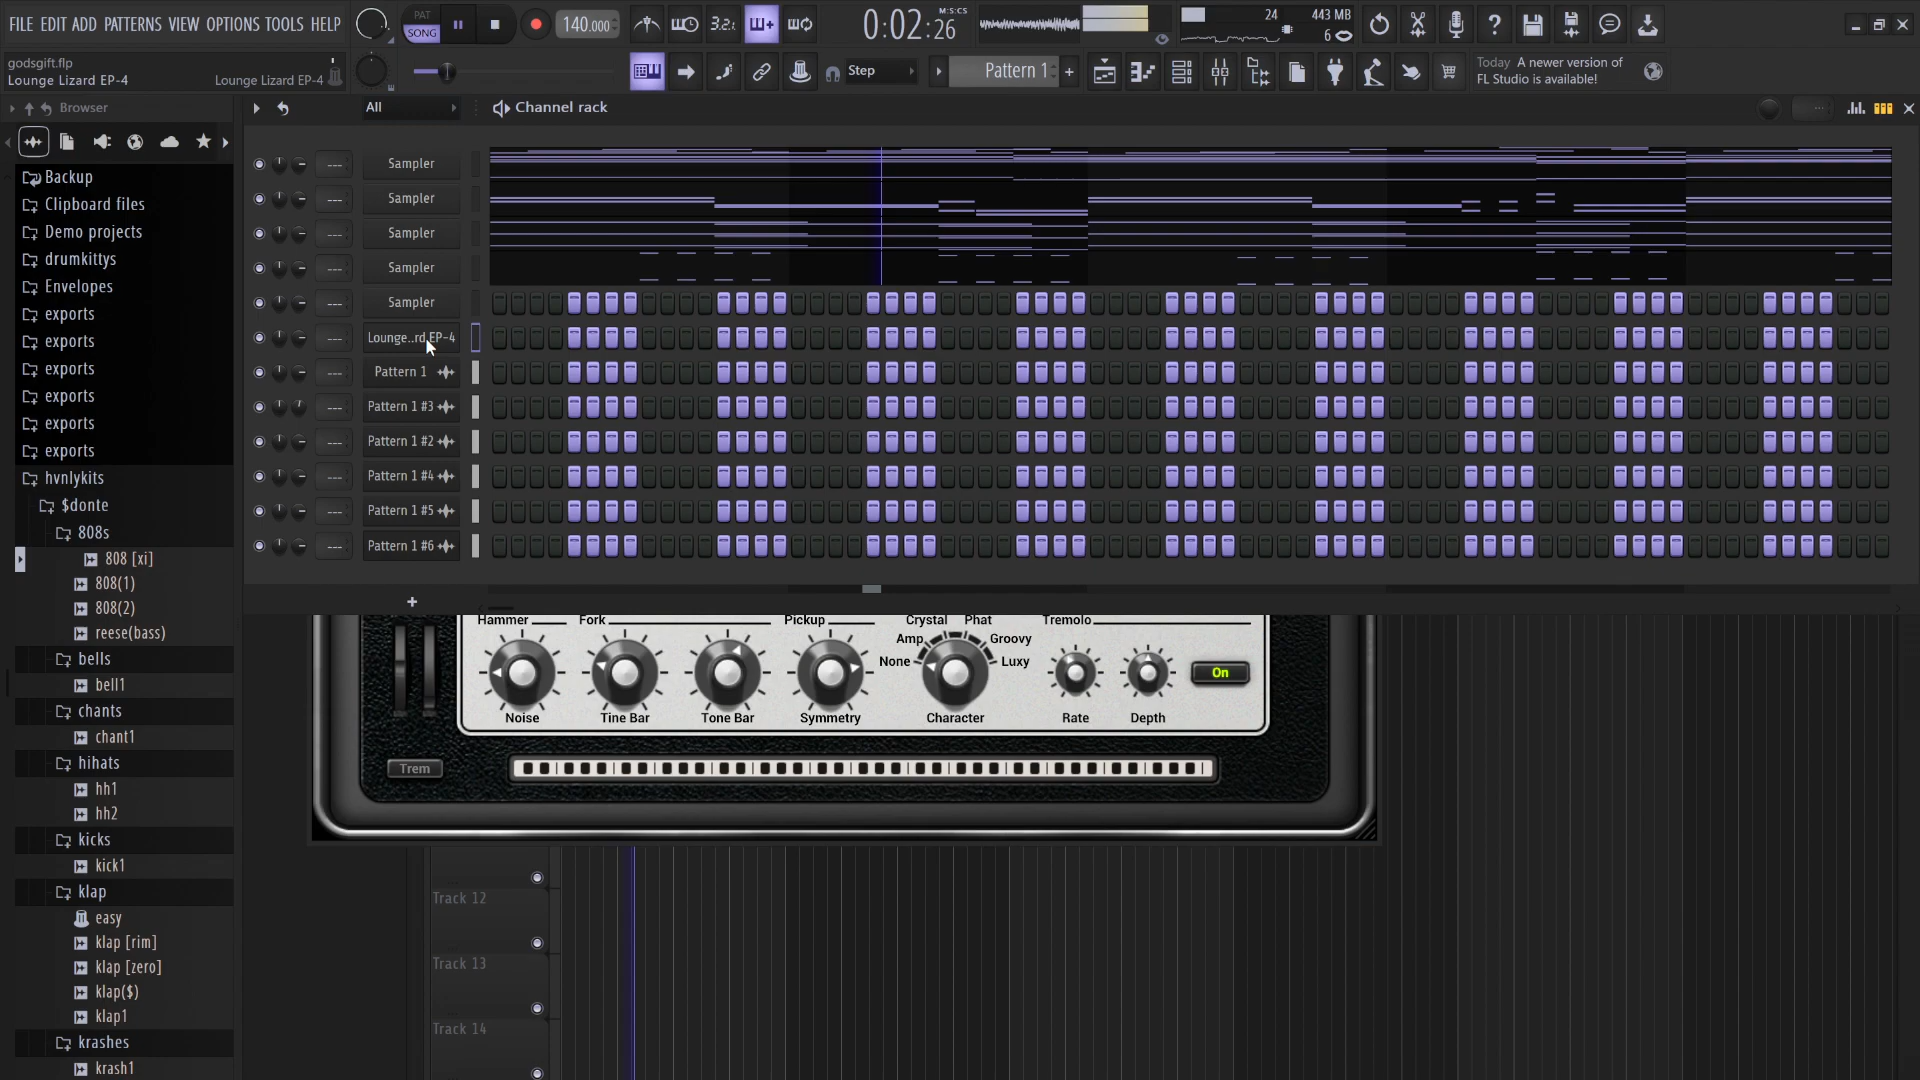 FILE EDIT ADD PATTERNS VIEW OPTIONS TOOLS HELP
PAT
SONG
140.000
3.2.
0:02:26
M:S:CS
24
443 MB
6
godsgift.flp
Lounge Lizard EP-4
Lounge Lizard EP-4
Step
Pattern 1
+
Today A newer version of
FL Studio is available!
Browser
All
Channel rack
Backup
Clipboard files
Demo projects
drumkittys
Envelopes
exports
exports
exports
exports
exports
exports
hvnlykits
$donte
808s
808 [xi]
808(1)
808(2)
reese(bass)
bells
bell1
chants
chant1
hihats
hh1
hh2
kicks
kick1
klap
easy
klap [rim]
klap [zero]
klap($)
klap1
krashes
krash1
--- Sampler
--- Sampler
--- Sampler
--- Sampler
--- Sampler
--- Lounge..rd EP-4
--- Pattern 1
--- Pattern 1 #3
--- Pattern 1 #2
--- Pattern 1 #4
--- Pattern 1 #5
--- Pattern 1 #6
+
Hammer Fork Pickup Crystal Phat Tremolo
Amp Groovy
None Luxy
On
Noise Tine Bar Tone Bar Symmetry Character Rate Depth
Trem
Track 12
Track 13
Track 14